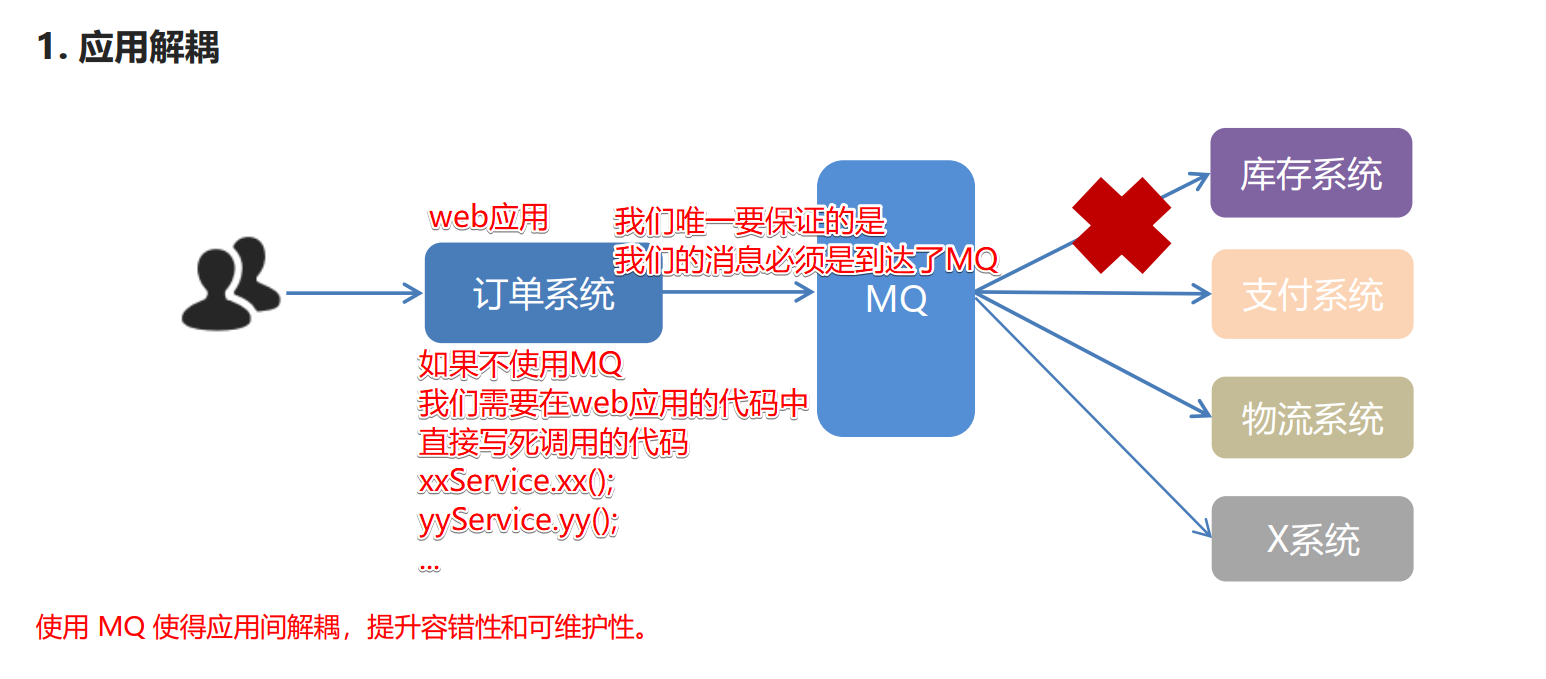 1. 应用解耦
web应用
我们唯一要保证的是
我们的消息必须是到达了MQ
订单系统
MQ
库存系统
支付系统
物流系统
X系统
如果不使用MQ
我们需要在web应用的代码中
直接写死调用的代码
xxService.xx();
yyService.yy();
...
使用 MQ 使得应用间解耦，提升容错性和可维护性。